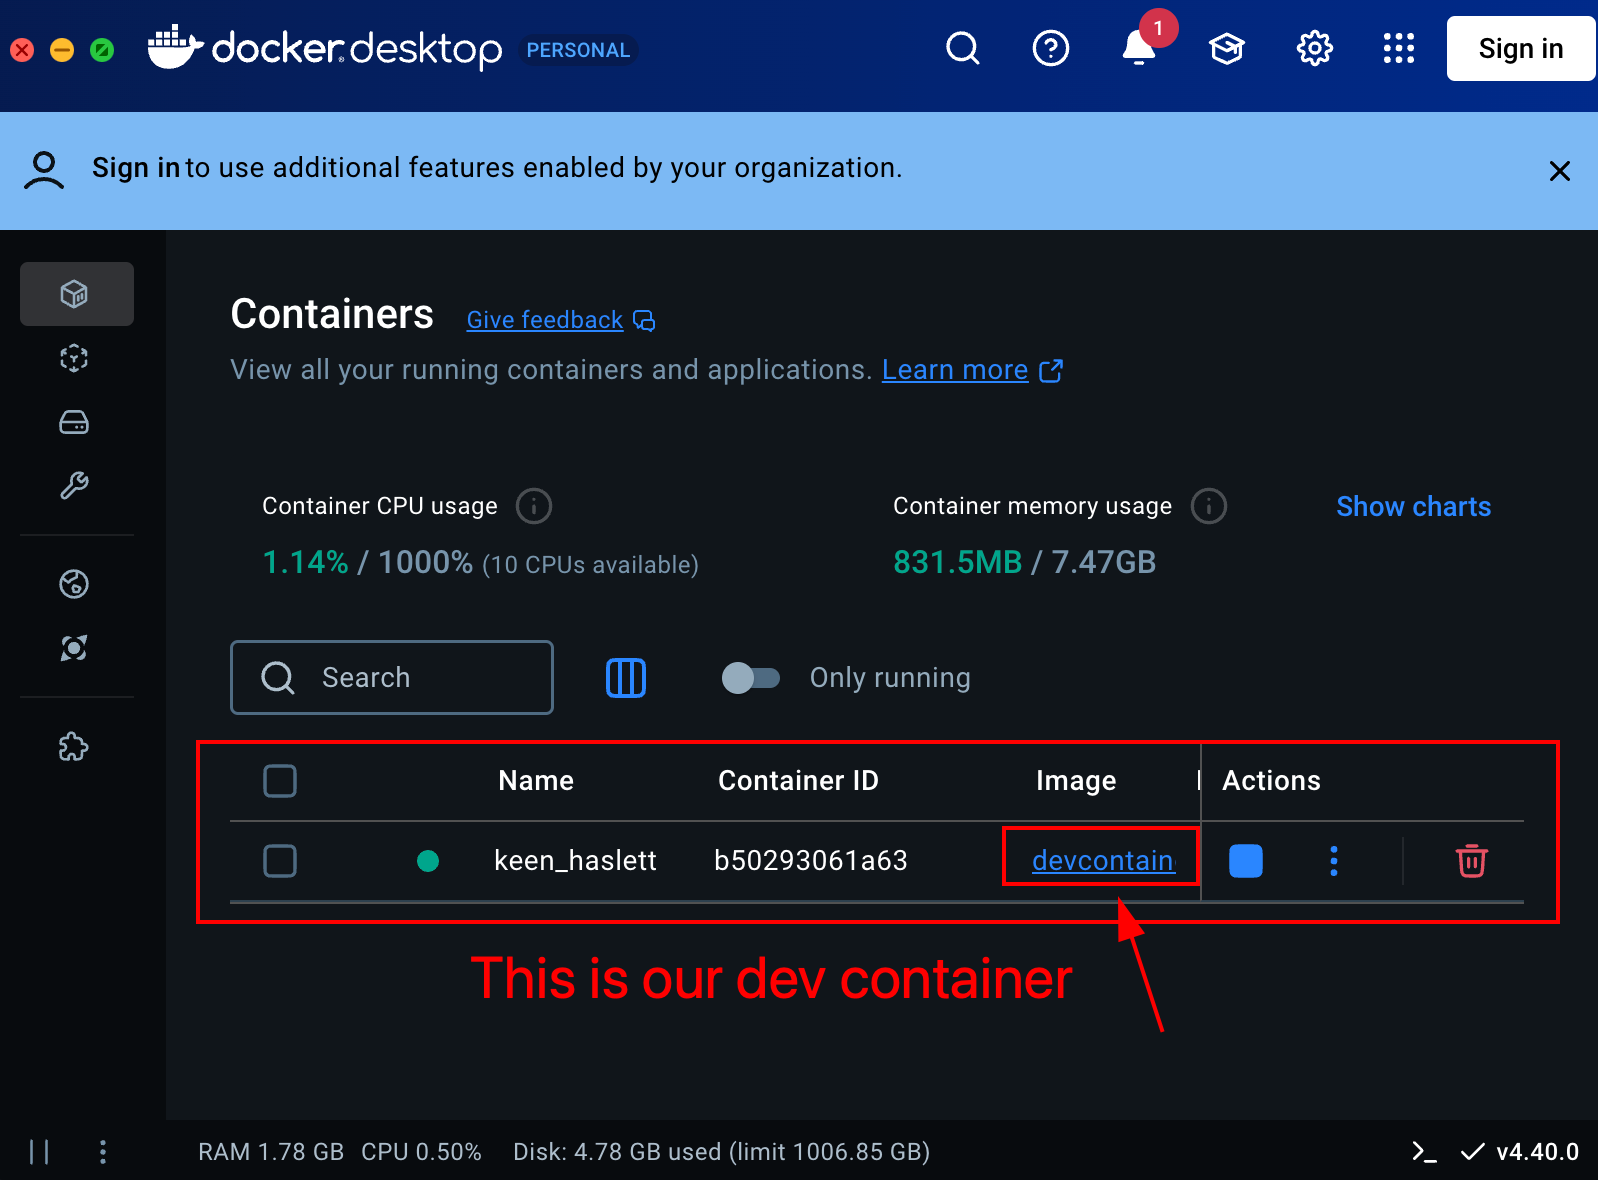 docker.desktop PERSONAL
1
Sign in
Sign in to use additional features enabled by your organization.
Containers Give feedback
View all your running containers and applications. Learn more
Container CPU usage
1.14% / 1000% (10 CPUs available)
Container memory usage
831.5MB / 7.47GB
Show charts
Search
Only running
Name Container ID Image Actions
keen_haslett b50293061a63 devcontain
This is our dev container
RAM 1.78 GB CPU 0.50% Disk: 4.78 GB used (limit 1006.85 GB)
v4.40.0